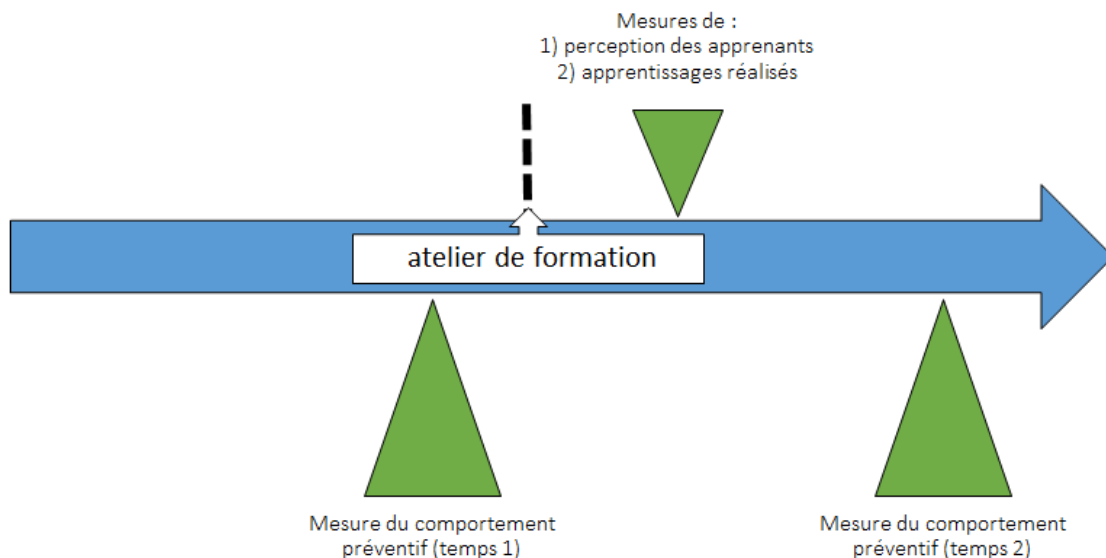 Mesures de :
1) perception des apprenants
2) apprentissages réalisés
atelier de formation
Mesure du comportement
préventif (temps 1)
Mesure du comportement
préventif (temps 2)